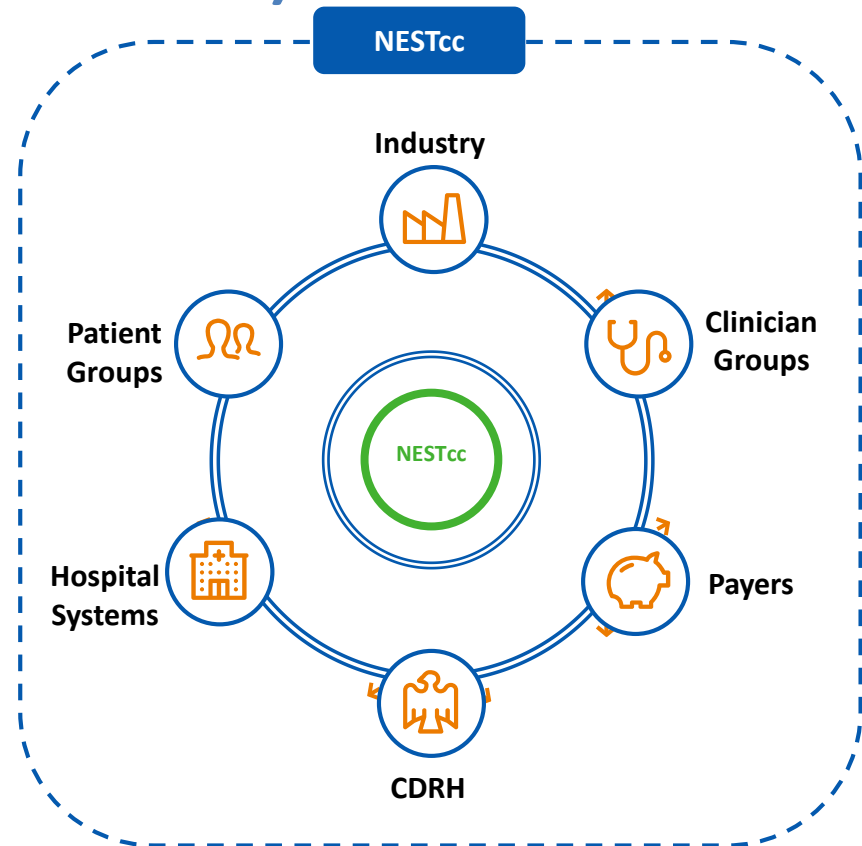 NESTcc
Industry
Clinician
Groups
Patient
Groups
NESTcc
Hospital
Systems
Payers
CDRH